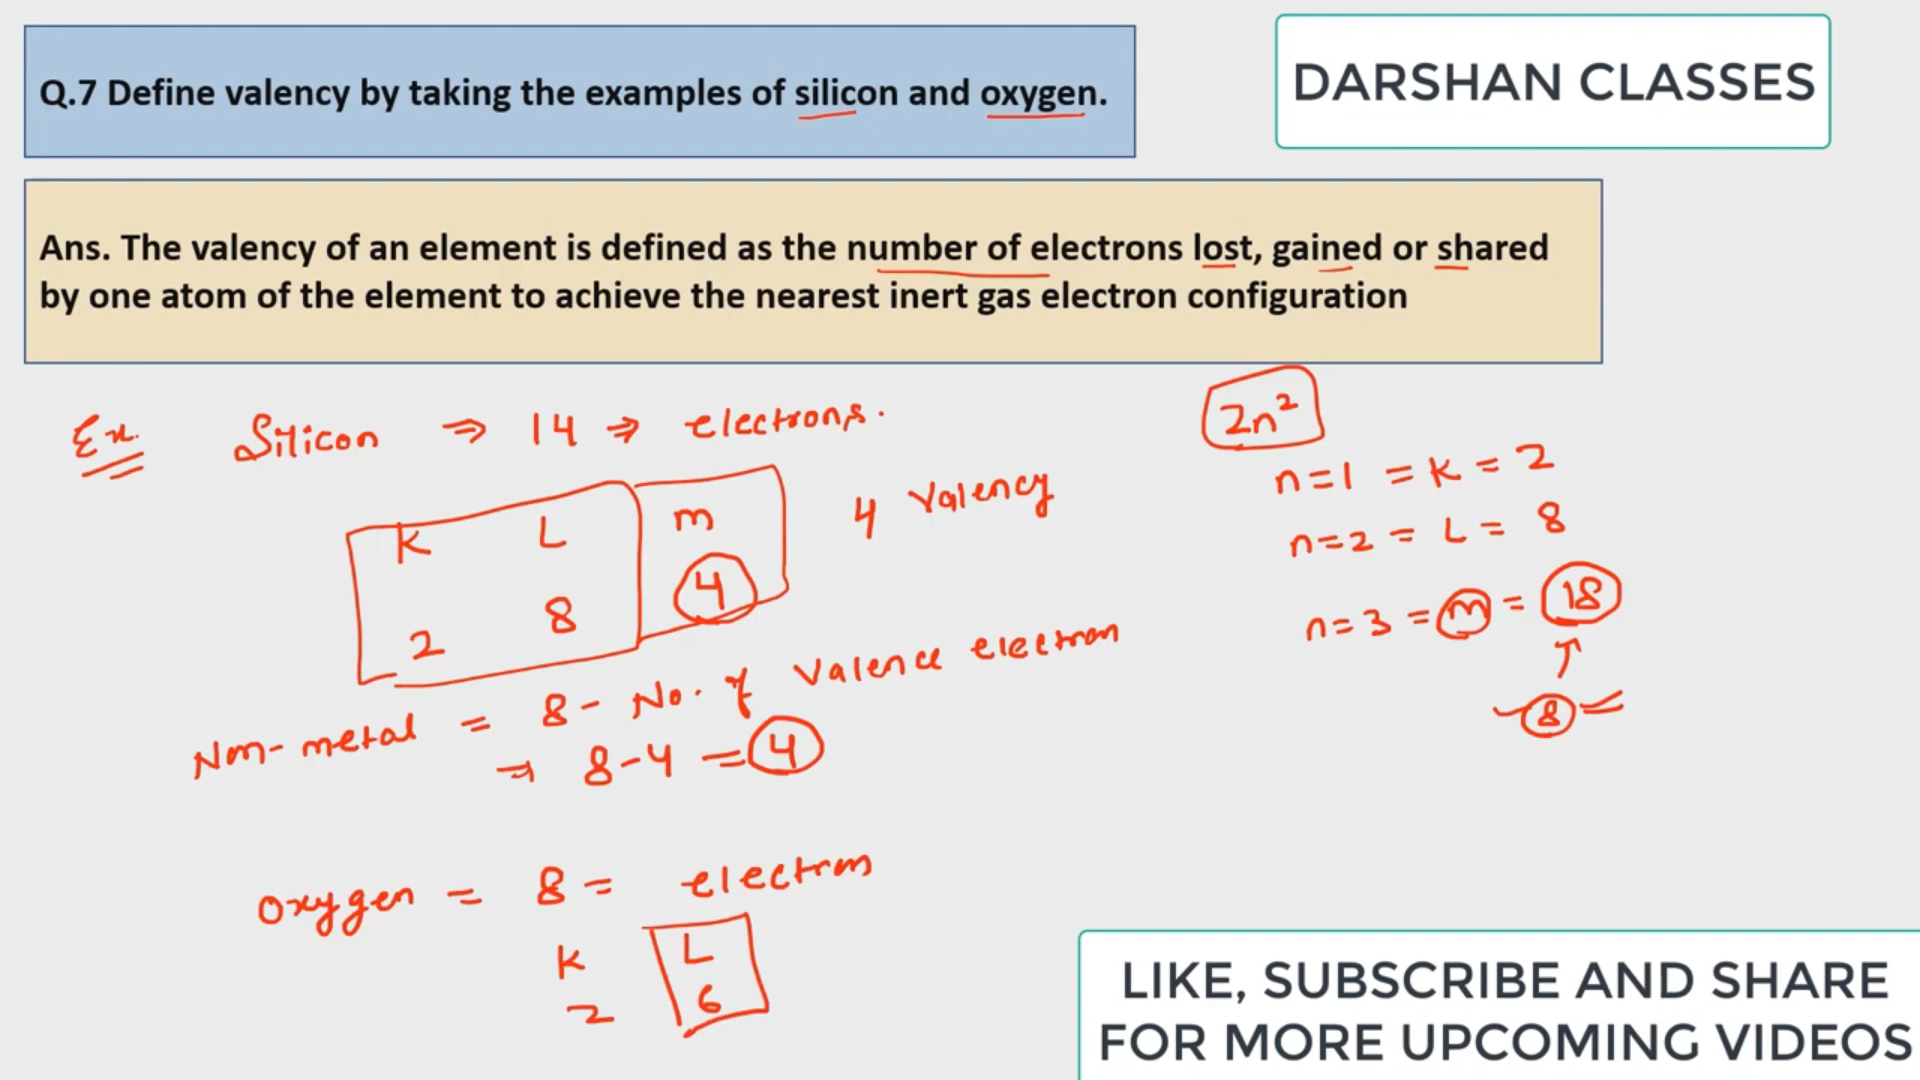 Q.7 Define valency by taking the examples of silicon and oxygen.
DARSHAN CLASSES
Ans. The valency of an element is defined as the number of electrons lost, gained or shared
by one atom of the element to achieve the nearest inert gas electron configuration
Ex. Silicon ⇒ 14 ⇒ electrons.
K L M
2 8 4
4 Valency
Non-metal = 8 - No. of Valence electron
⇒ 8-4 = 4
Oxygen = 8 = electrons
K L
2 6
2n²
n=1 = K = 2
n=2 = L = 8
n=3 = M = 18
↑
8
LIKE, SUBSCRIBE AND SHARE
FOR MORE UPCOMING VIDEOS